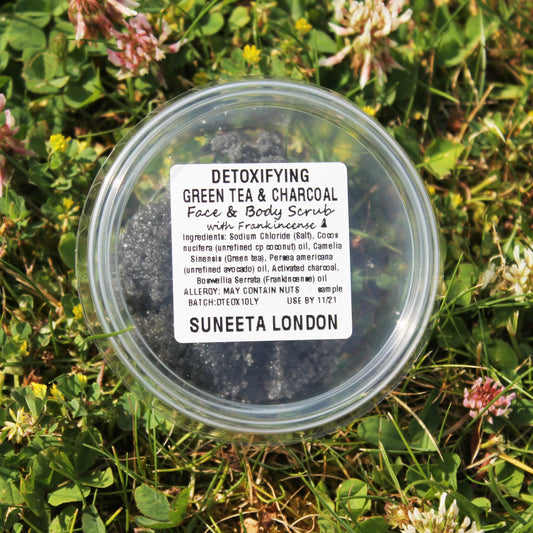 DETOXIFYING
GREEN TEA & CHARCOAL
Face & Body Scrub
with Frankincense
Ingredients: Sodium Chloride (Salt), Cocos
nucifera (unrefined cp coconut) oil, Camelia
Sinensis (Green tea), Persea americana
(unrefined avocado) oil, Activated charcoal,
Boswellia Serrata (Frankincense) oil
ALLERGY: MAY CONTAIN NUTS sample
BATCH:DTEOX10LY USE BY 11/21
SUNEETA LONDON